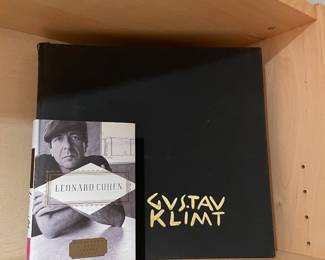 LEONARD COHEN
GUSTAV
KLIMT